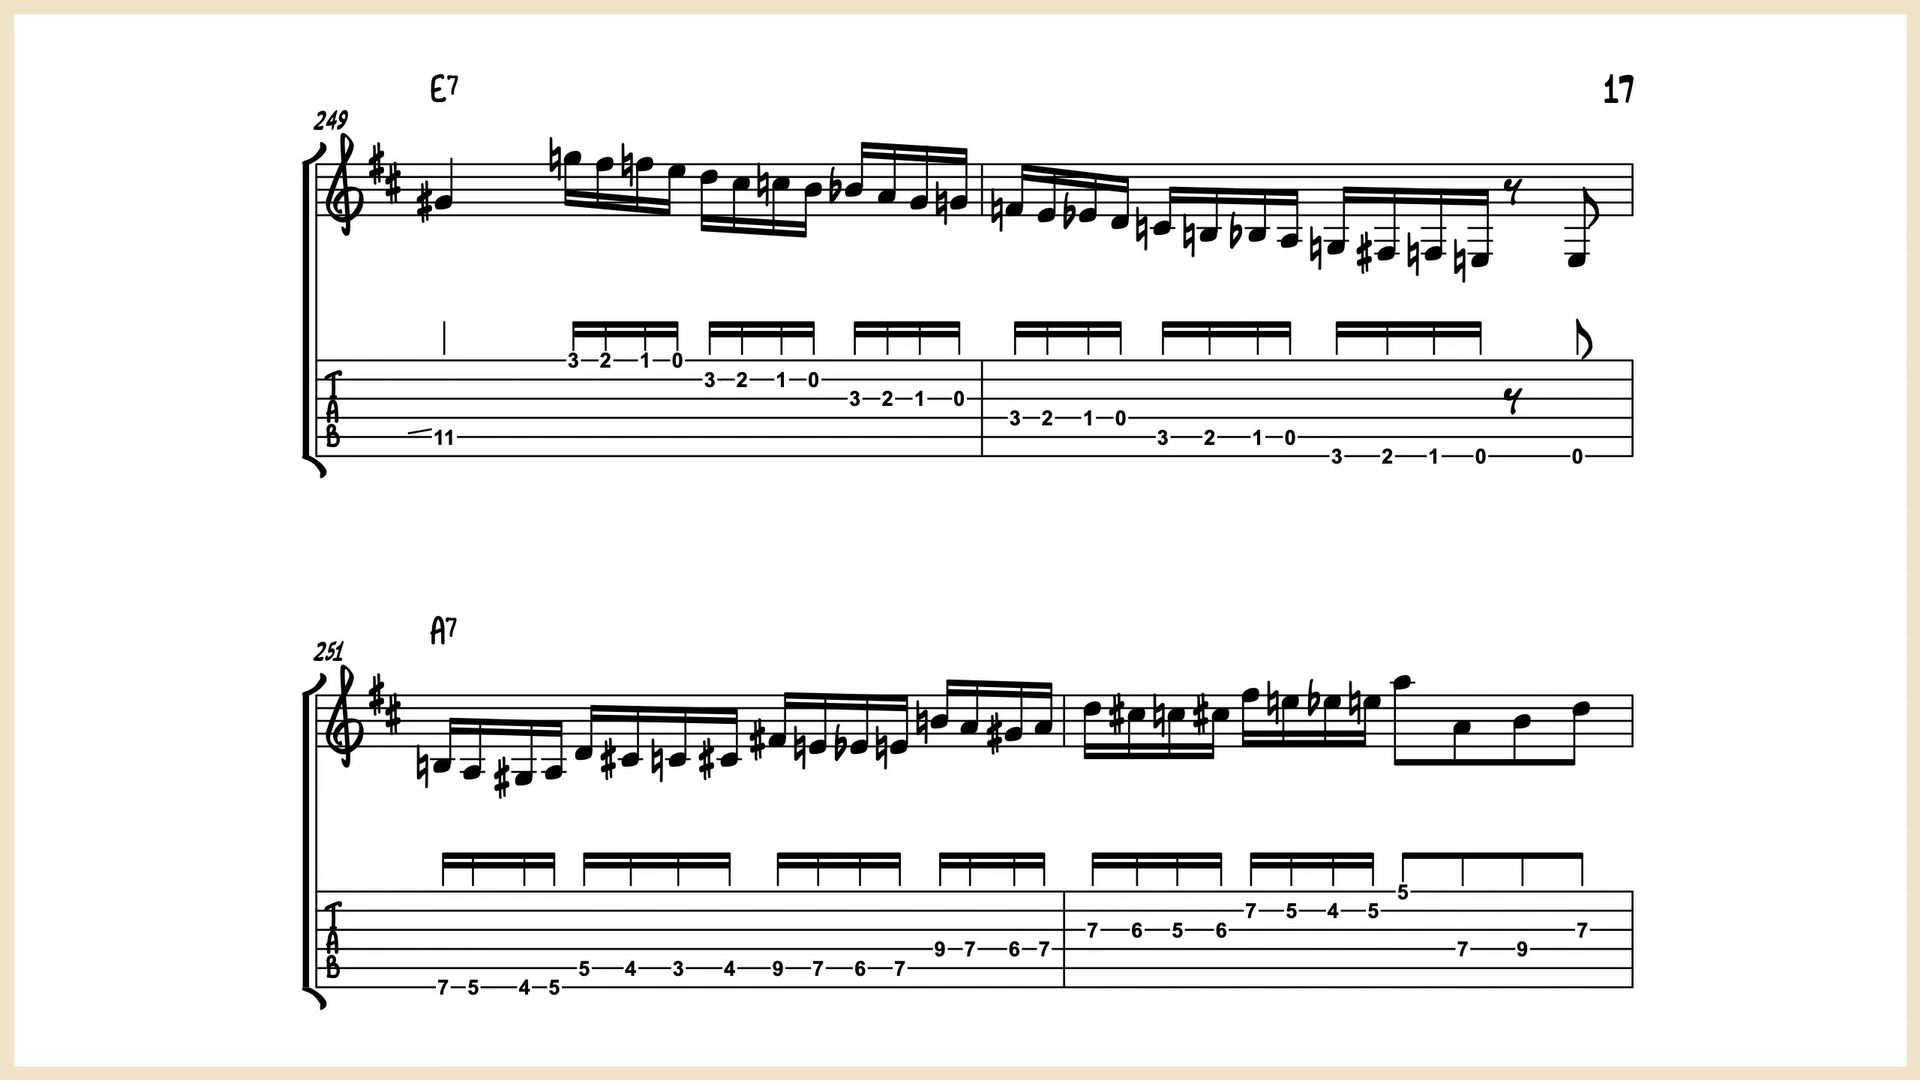 E7 17
249
3 2 1 0
3 2 1 0
3 2 1 0
T A B
3 2 1 0
11 3 2 1 0
3 2 1 0 0
A7
251
5
7 5 4 5
7 6 5 6 7
T A B
9 7 6 7 7 9
5 4 3 4 9 7 6 7
7 5 4 5